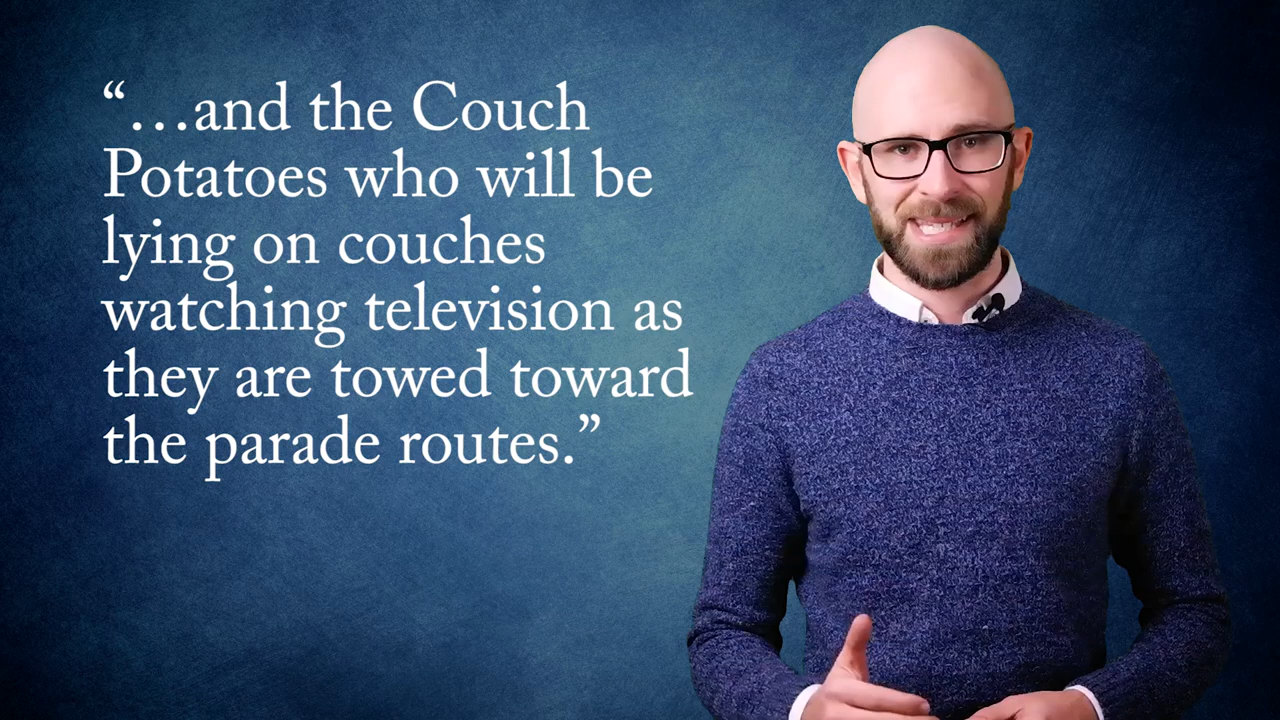 “…and the Couch
Potatoes who will be
lying on couches
watching television as
they are towed toward
the parade routes.”